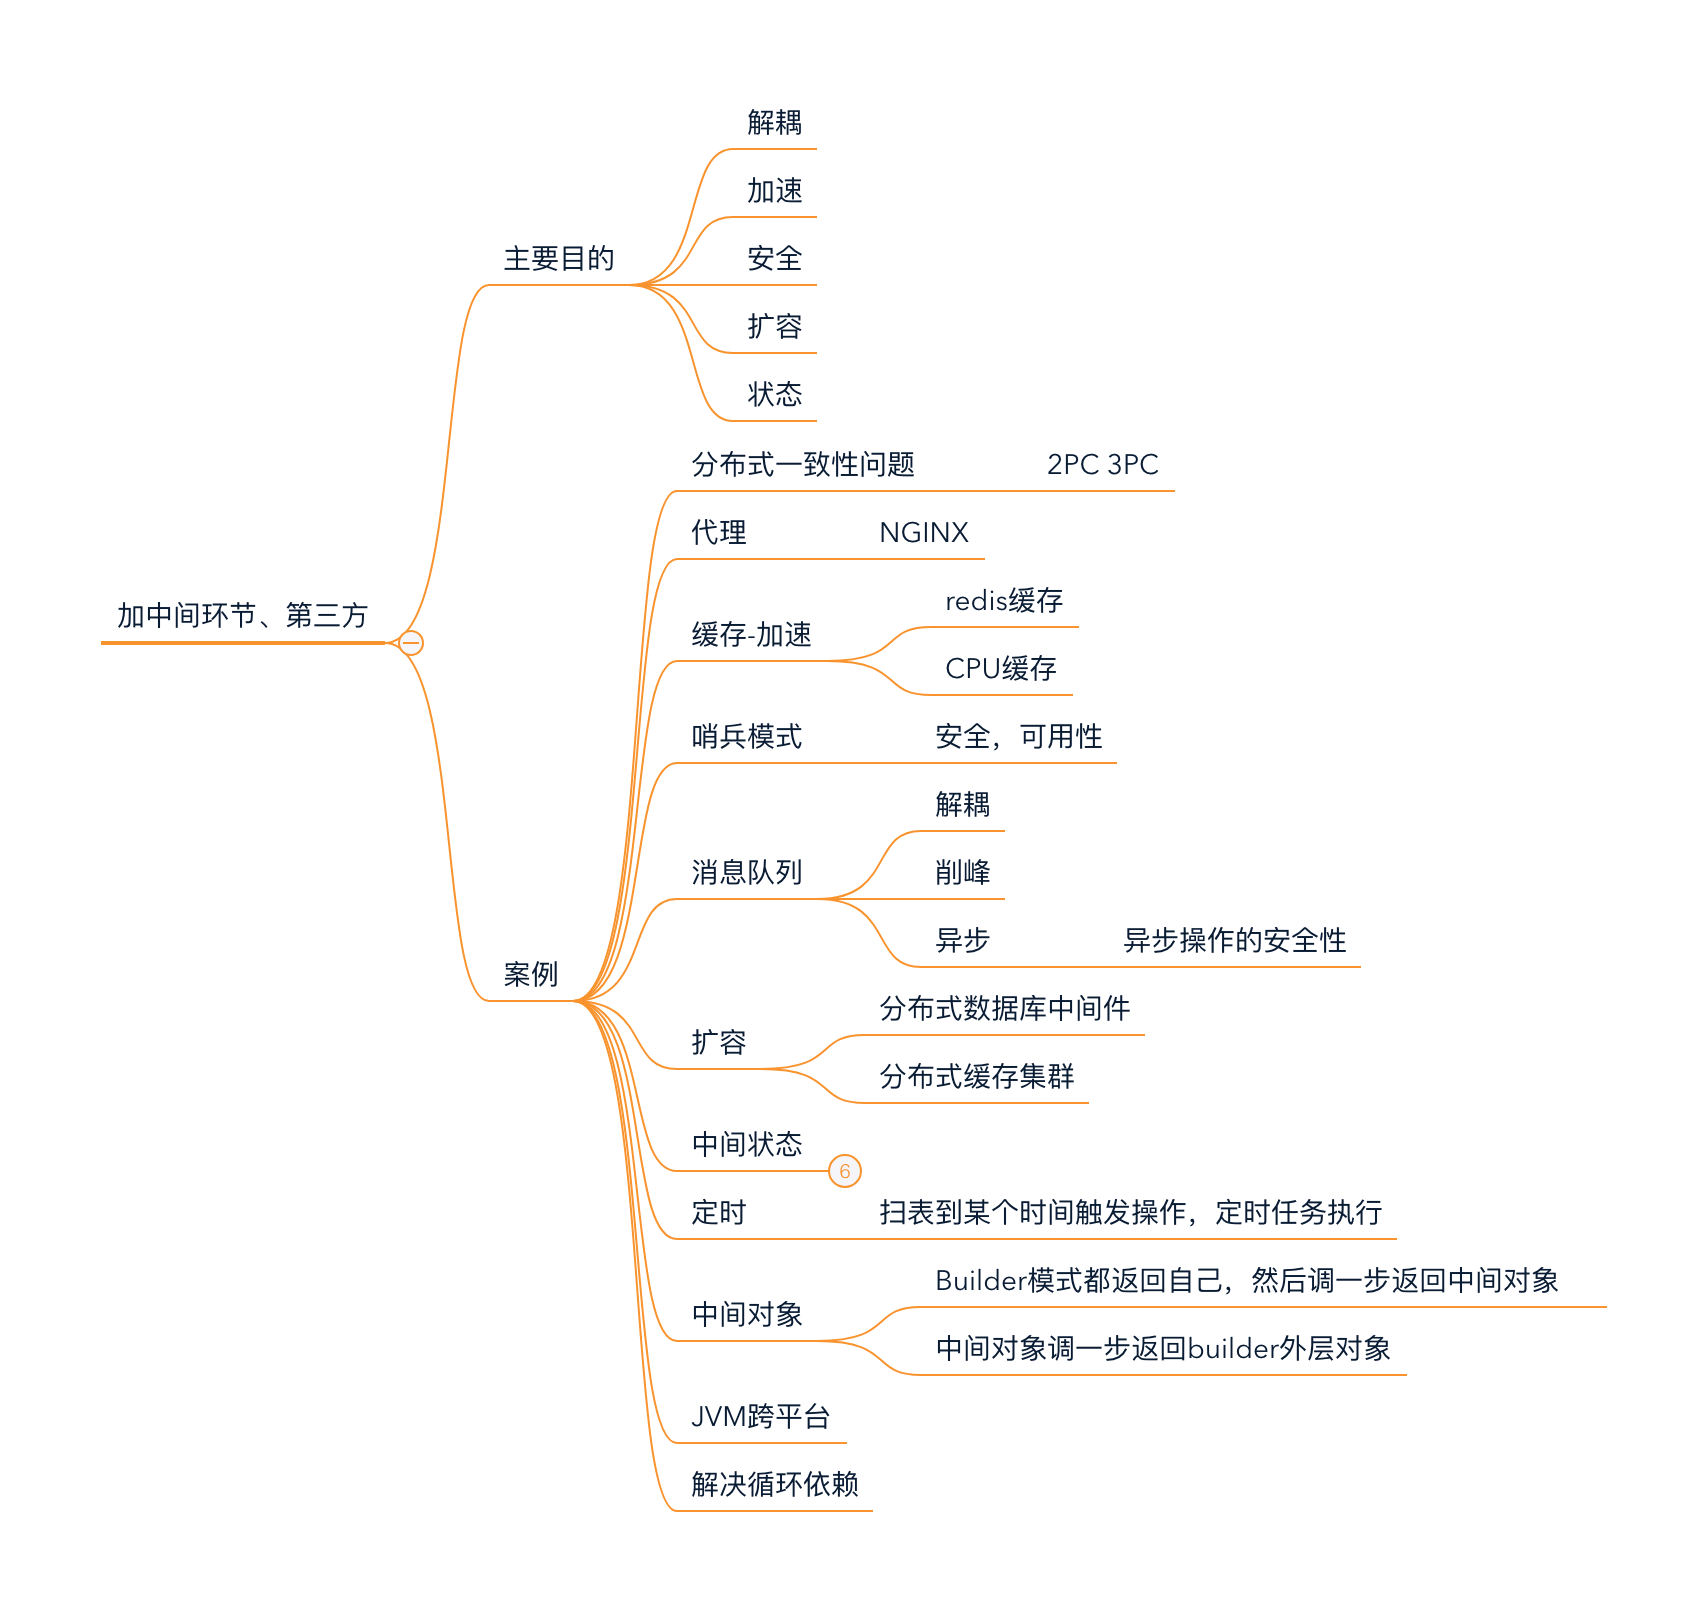 加中间环节、第三方
主要目的
解耦
加速
安全
扩容
状态
案例
分布式一致性问题
2PC 3PC
代理
NGINX
缓存-加速
redis缓存
CPU缓存
哨兵模式
安全，可用性
消息队列
解耦
削峰
异步
异步操作的安全性
扩容
分布式数据库中间件
分布式缓存集群
中间状态
6
定时
扫表到某个时间触发操作，定时任务执行
中间对象
Builder模式都返回自己，然后调一步返回中间对象
中间对象调一步返回builder外层对象
JVM跨平台
解决循环依赖